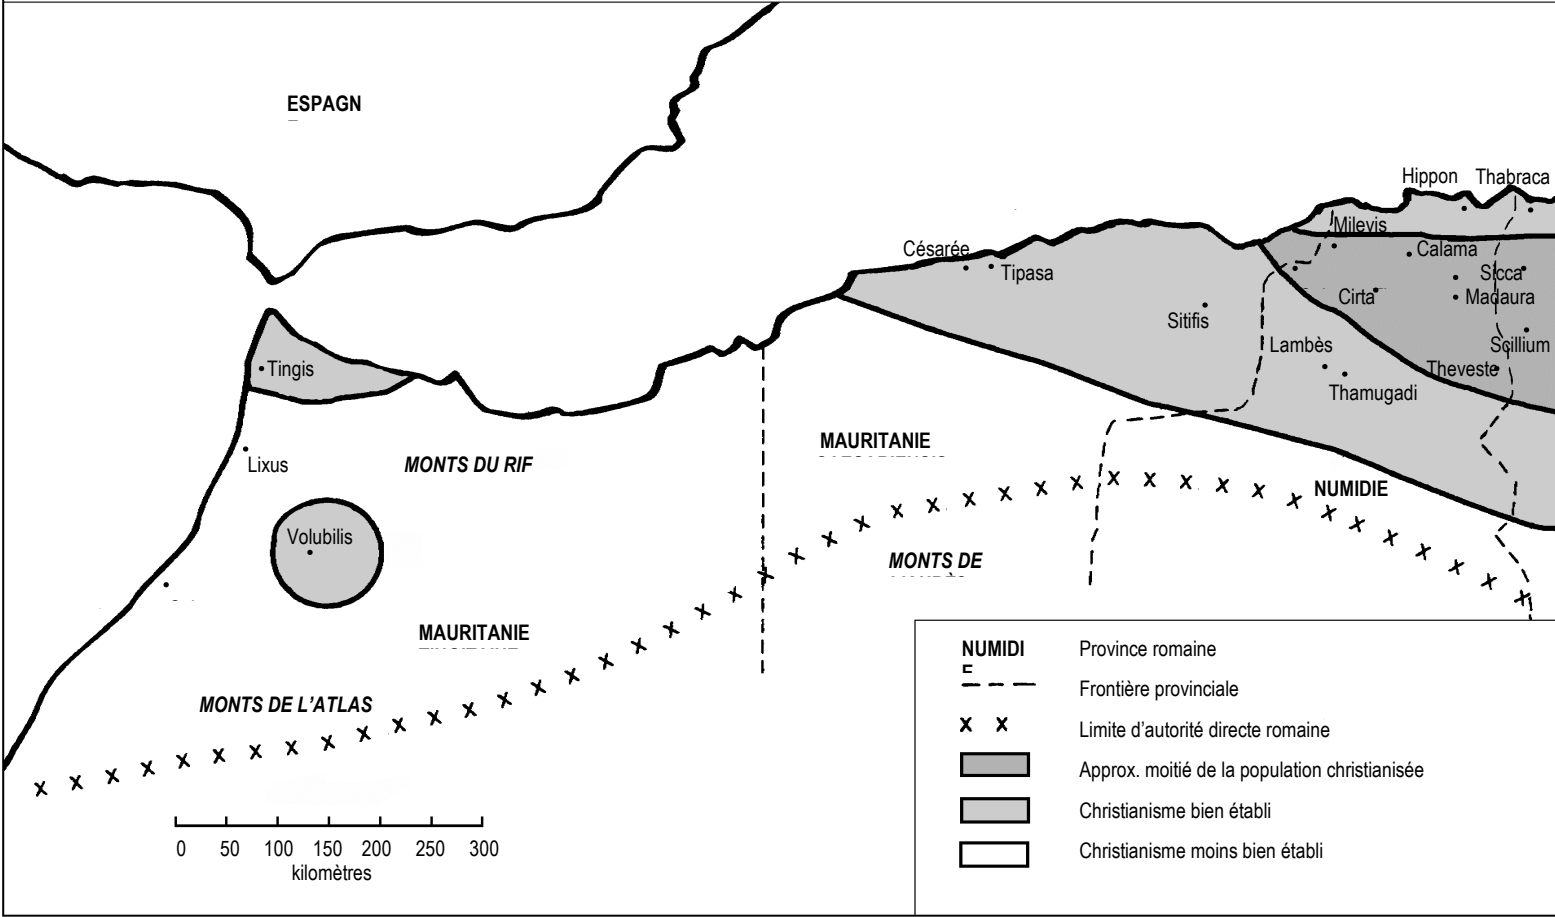 ESPAGN
Hippon
Thabraca
Milevis
Césarée
Calama
Tipasa
Sicca
Cirta
Madaura
Sitifis
Lambès
Scillium
Tingis
Theveste
Thamugadi
MAURITANIE
Lixus
MONTS DU RIF
NUMIDIE
Volubilis
MONTS DE
MAURITANIE
MONTS DE L'ATLAS
NUMIDI
Province romaine
Frontière provinciale
X X
Limite d'autorité directe romaine
Approx. moitié de la population christianisée
Christianisme bien établi
Christianisme moins bien établi
0 50 100 150 200 250 300
kilomètres